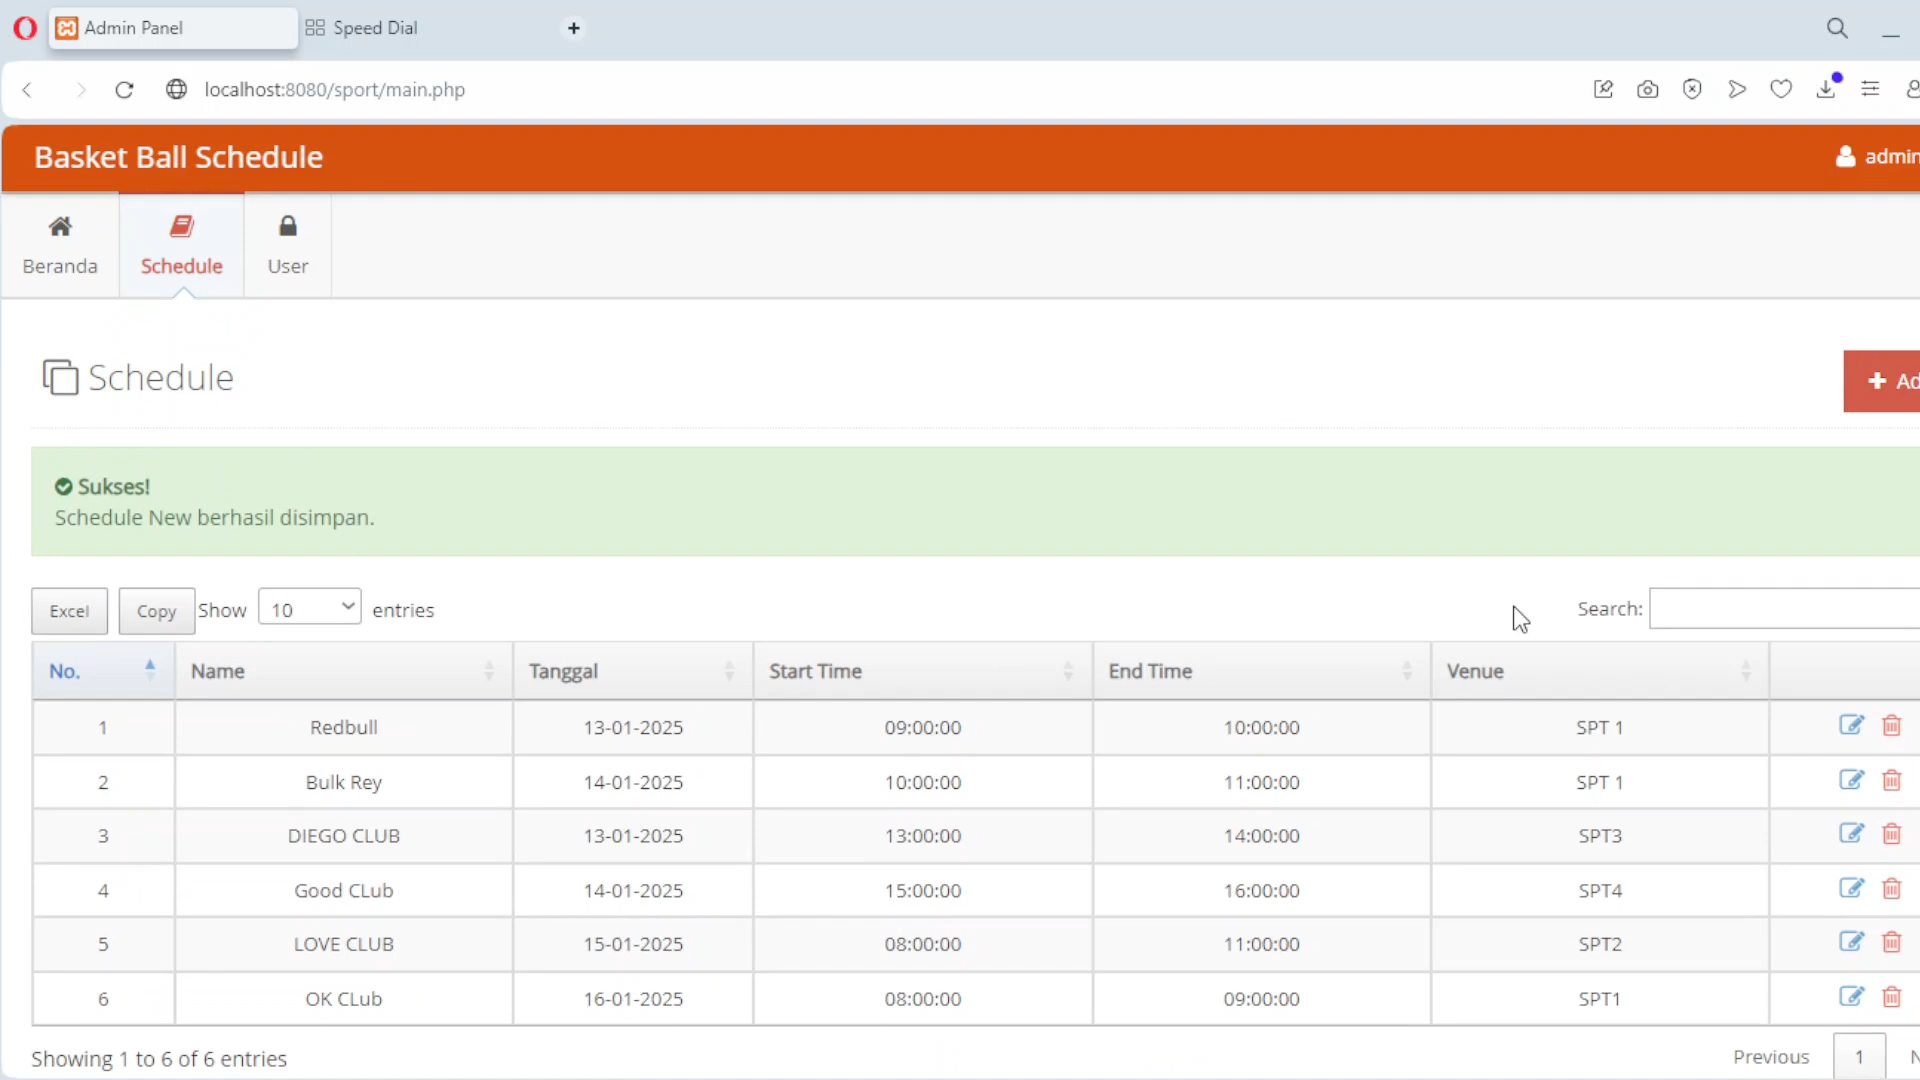 Admin Panel
Speed Dial
localhost:8080/sport/main.php
Basket Ball Schedule
admin
Beranda
Schedule
User
Schedule
Sukses!
Schedule New berhasil disimpan.
Excel
Copy
Show 10 entries
Search:
No. Name Tanggal Start Time End Time Venue
1 Redbull 13-01-2025 09:00:00 10:00:00 SPT 1
2 Bulk Rey 14-01-2025 10:00:00 11:00:00 SPT 1
3 DIEGO CLUB 13-01-2025 13:00:00 14:00:00 SPT3
4 Good CLub 14-01-2025 15:00:00 16:00:00 SPT4
5 LOVE CLUB 15-01-2025 08:00:00 11:00:00 SPT2
6 OK CLub 16-01-2025 08:00:00 09:00:00 SPT1
Showing 1 to 6 of 6 entries
Previous 1